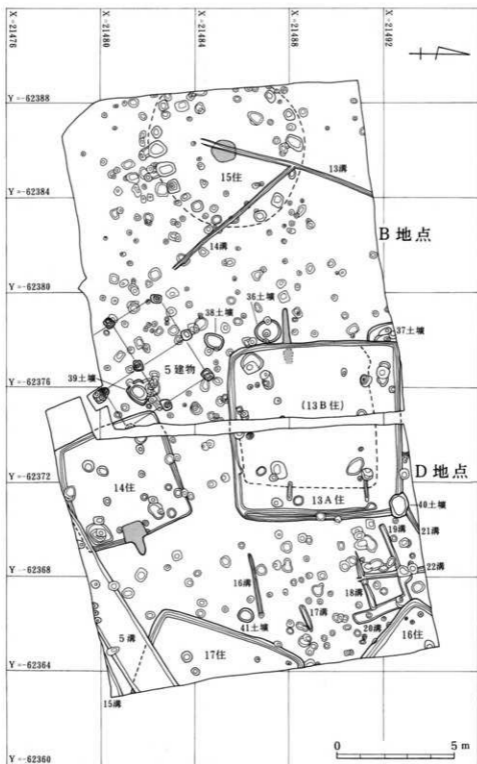 X=-21476
X=-21480
X=-21484
X=-21488
X=-21492
Y=-62388
Y=-62384
Y=-62380
Y=-62376
Y=-62372
Y=-62368
Y=-62364
Y=-62360
15住
13溝
14溝
B地点
36土壙
38土壙
37土壙
5建物
39土壙
(13B住)
D地点
14住
13A住
40土壙
19溝
21溝
16溝
22溝
18溝
17溝
41土壙
20溝
5溝
17住
16住
15溝
0
5m